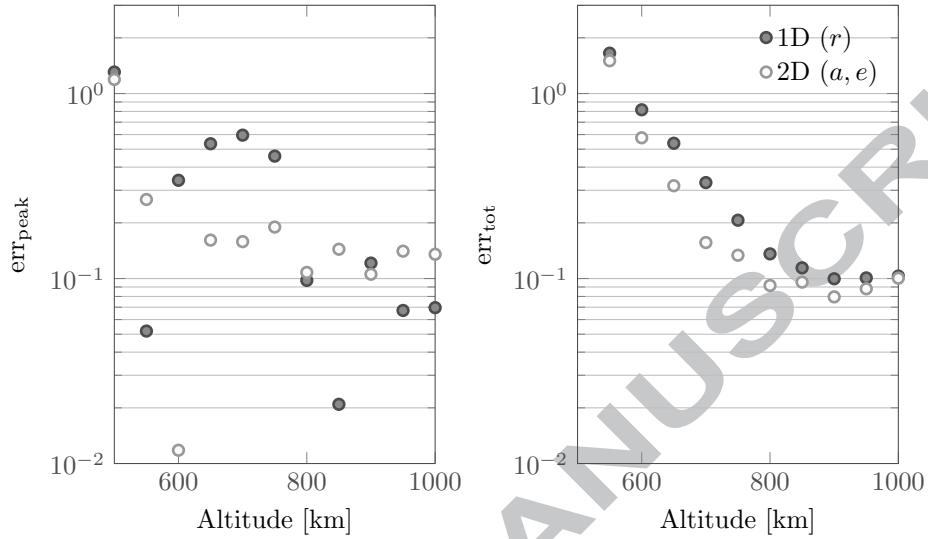 10^0
10^{-1}
10^{-2}
600
800
1000
err_peak
Altitude [km]
1D (r)
2D (a, e)
10^0
10^{-1}
10^{-2}
600
800
1000
err_tot
Altitude [km]
ANUSCRI